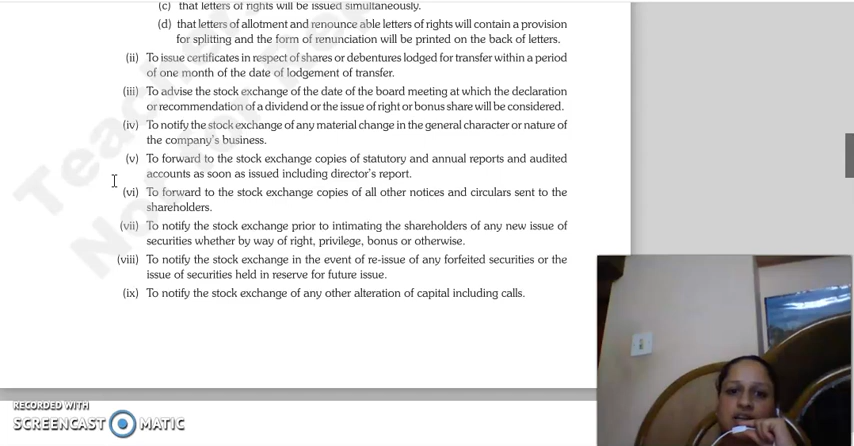 (c) that letters of rights will be issued simultaneously.
(d) that letters of allotment and renounce able letters of rights will contain a provision
for splitting and the form of renunciation will be printed on the back of letters.
(ii) To issue certificates in respect of shares or debentures lodged for transfer within a period
of one month of the date of lodgement of transfer.
(iii) To advise the stock exchange of the date of the board meeting at which the declaration
or recommendation of a dividend or the issue of right or bonus share will be considered.
(iv) To notify the stock exchange of any material change in the general character or nature of
the company's business.
(v) To forward to the stock exchange copies of statutory and annual reports and audited
accounts as soon as issued including director's report.
(vi) To forward to the stock exchange copies of all other notices and circulars sent to the
shareholders.
(vii) To notify the stock exchange prior to intimating the shareholders of any new issue of
securities whether by way of right, privilege, bonus or otherwise.
(viii) To notify the stock exchange in the event of re-issue of any forfeited securities or the
issue of securities held in reserve for future issue.
(ix) To notify the stock exchange of any other alteration of capital including calls.
RECORDED WITH
SCREENCAST MATIC